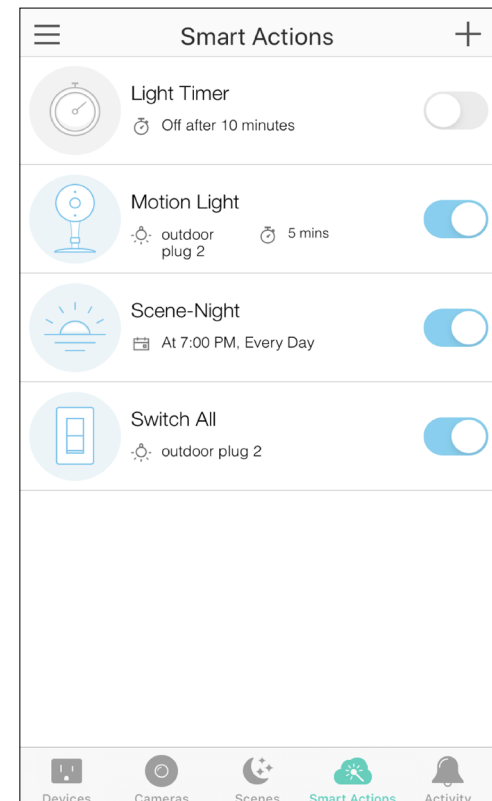 Smart Actions
Light Timer
Off after 10 minutes
Motion Light
outdoor
plug 2
5 mins
Scene-Night
At 7:00 PM, Every Day
Switch All
outdoor plug 2
Devices Cameras Scenes Smart Actions Activity